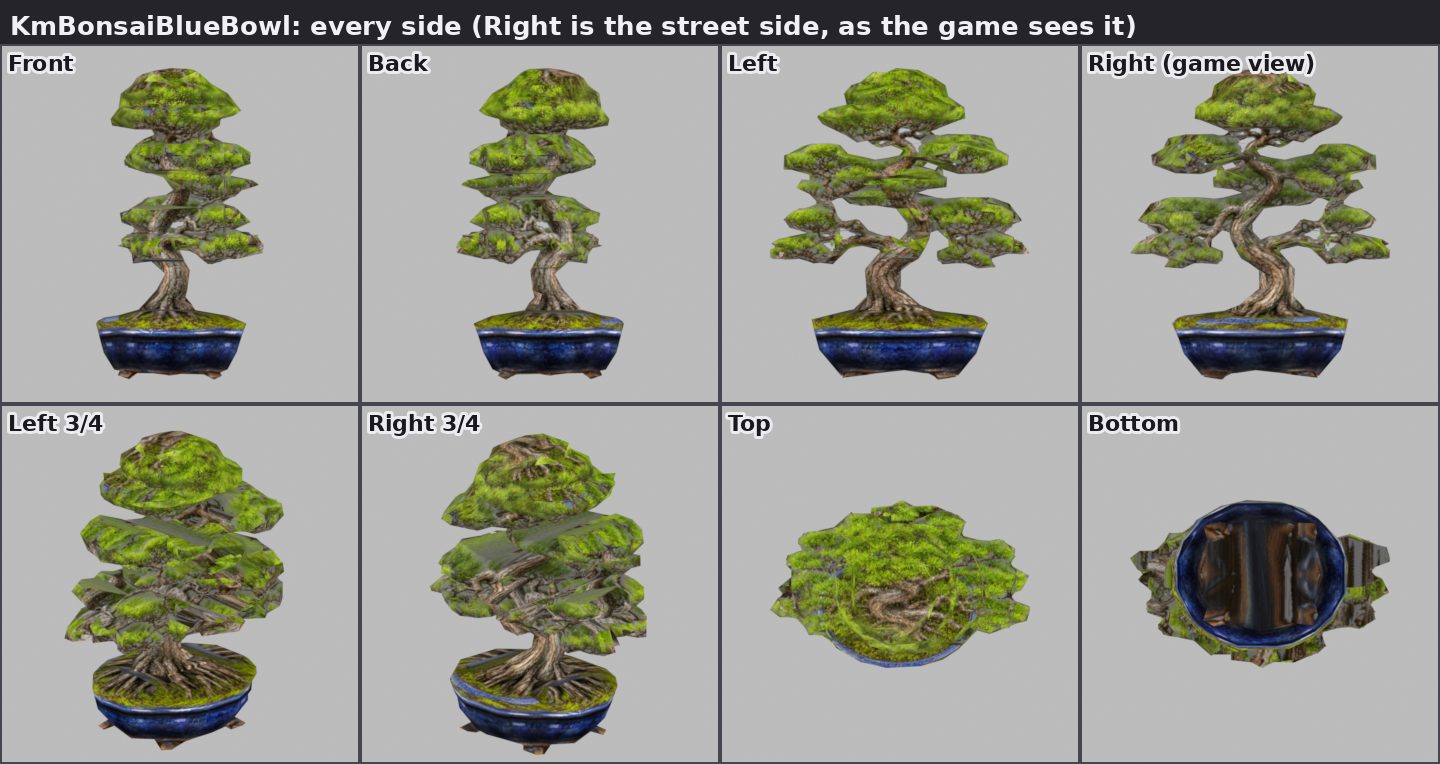 KmBonsaiBlueBowl: every side (Right is the street side, as the game sees it)
Front
Back
Left
Right (game view)
Left 3/4
Right 3/4
Top
Bottom